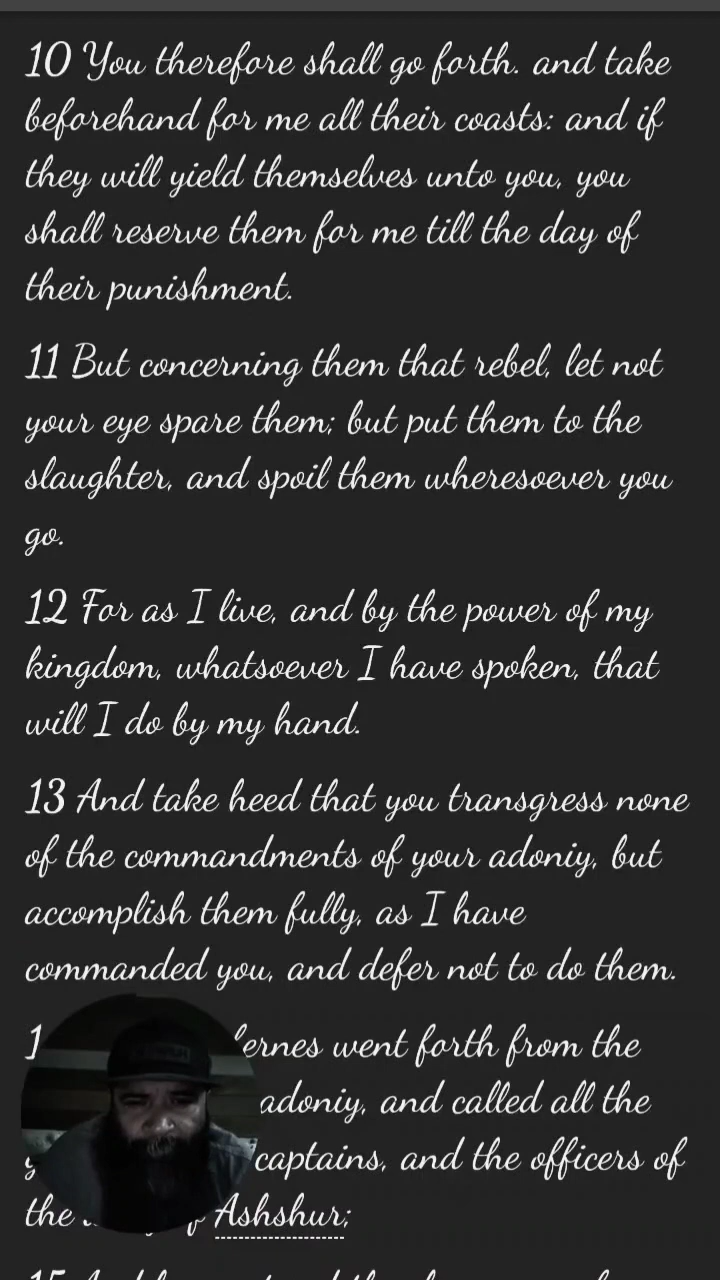 10 You therefore shall go forth. and take
beforehand for me all their coasts: and if
they will yield themselves unto you, you
shall reserve them for me till the day of
their punishment.
11 But concerning them that rebel, let not
your eye spare them; but put them to the
slaughter, and spoil them wheresoever you
go.
12 For as I live, and by the power of my
kingdom, whatsoever I have spoken, that
will I do by my hand.
13 And take heed that you transgress none
of the commandments of your adoniy, but
accomplish them fully, as I have
commanded you, and defer not to do them.
went forth from the
adoniy, and called all the
captains, and the officers of
the Ashshur;